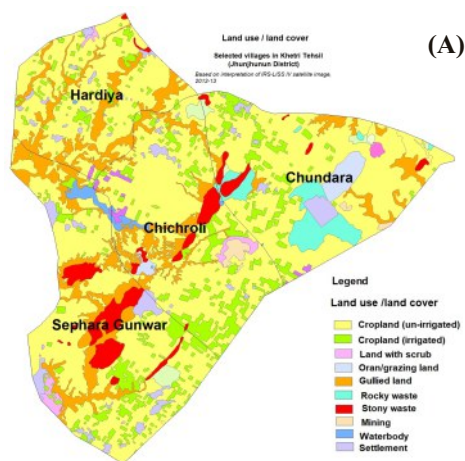 Land use / land cover
Selected villages in Khetri Tehsil
(Jhunjhunun District)
Based on interpretation of IRS-LISS IV satellite image,
2012-13
(A)
Hardiya
Chundara
Chichroli
Sephara Gunwar
Legend
Land use /land cover
Cropland (un-irrigated)
Cropland (irrigated)
Land with scrub
Oran/grazing land
Gullied land
Rocky waste
Stony waste
Mining
Waterbody
Settlement